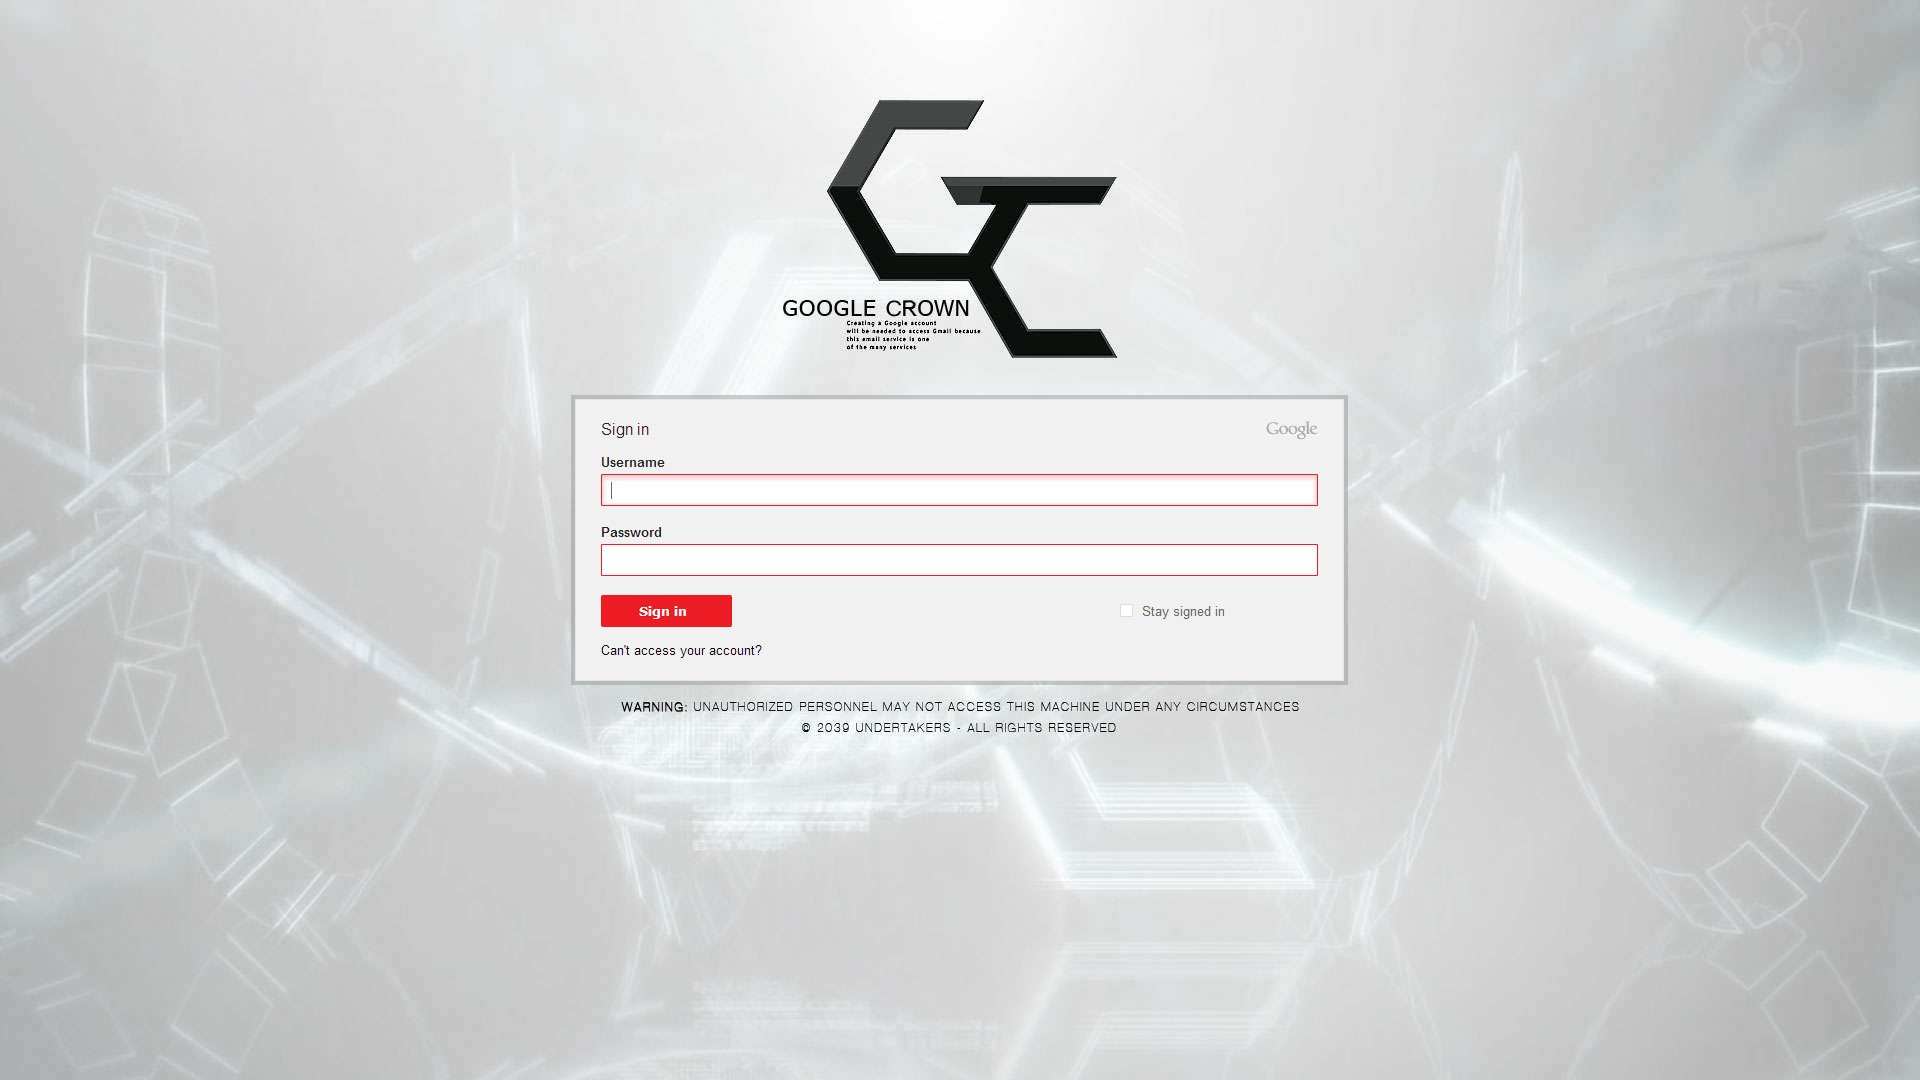 GOOGLE CROWN
Creating a Google account
will be needed to access Gmail because
this email service is one
of the many services
Sign in
Google
Username
Password
Sign in
Stay signed in
Can't access your account?
WARNING: UNAUTHORIZED PERSONNEL MAY NOT ACCESS THIS MACHINE UNDER ANY CIRCUMSTANCES
© 2039 UNDERTAKERS - ALL RIGHTS RESERVED